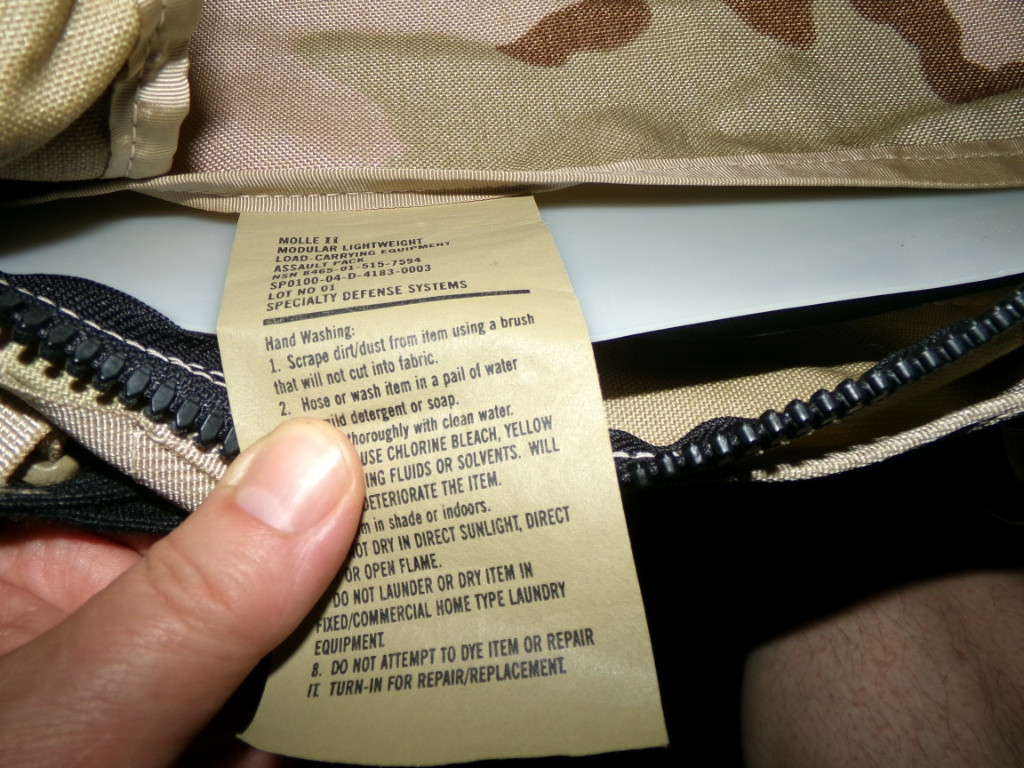 MOLLE II
MODULAR LIGHTWEIGHT
LOAD-CARRYING EQUIPMENT
ASSAULT PACK
NSN 8465-01-515-7594
SP0100-04-D-4183-0003
LOT NO 01
SPECIALTY DEFENSE SYSTEMS
Hand Washing:
1. Scrape dirt/dust from item using a brush
that will not cut into fabric.
2. Hose or wash item in a pail of water
ild detergent or soap.
thoroughly with clean water.
USE CHLORINE BLEACH, YELLOW
ING FLUIDS OR SOLVENTS. WILL
DETERIORATE THE ITEM.
m in shade or indoors.
OT DRY IN DIRECT SUNLIGHT, DIRECT
OR OPEN FLAME.
DO NOT LAUNDER OR DRY ITEM IN
FIXED/COMMERCIAL HOME TYPE LAUNDRY
EQUIPMENT.
8. DO NOT ATTEMPT TO DYE ITEM OR REPAIR
IT. TURN-IN FOR REPAIR/REPLACEMENT.